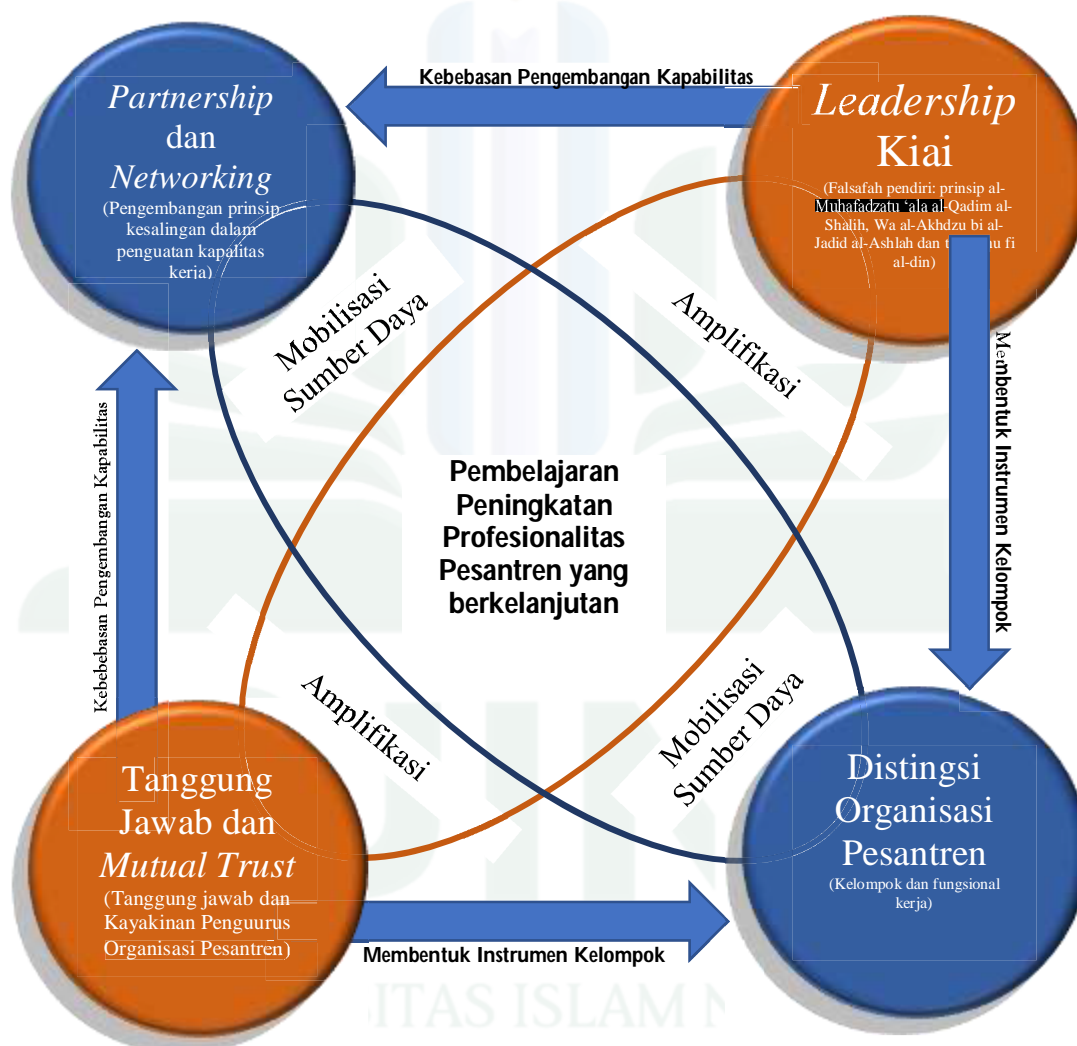 Partnership
dan
Networking
(Pengembangan prinsip
kesalingan dalam
penguatan kapalitas
kerja)
Kebebasan Pengembangan Kapabilitas
Leadership
Kiai
(Falsafah pendiri: prinsip al-
Muhafadzatu ‘ala al-Qadim al-
Shalih, Wa al-Akhdzu bi al-
Jadid al-Ashlah dan
fi
al-din)
Mobilisasi
Sumber Daya
Amplifikasi
Membentuk Instrumen Kelompok
Kebebebasan Pengembangan Kapabilitas
Pembelajaran
Peningkatan
Profesionalitas
Pesantren yang
berkelanjutan
Amplifikasi
Mobilisasi
Sumber Daya
Tanggung
Jawab dan
Mutual Trust
(Tanggung jawab dan
Kayakinan Penguurus
Organisasi Pesantren)
Membentuk Instrumen Kelompok
Distingsi
Organisasi
Pesantren
(Kelompok dan fungsional
kerja)
ITAS ISLAM N